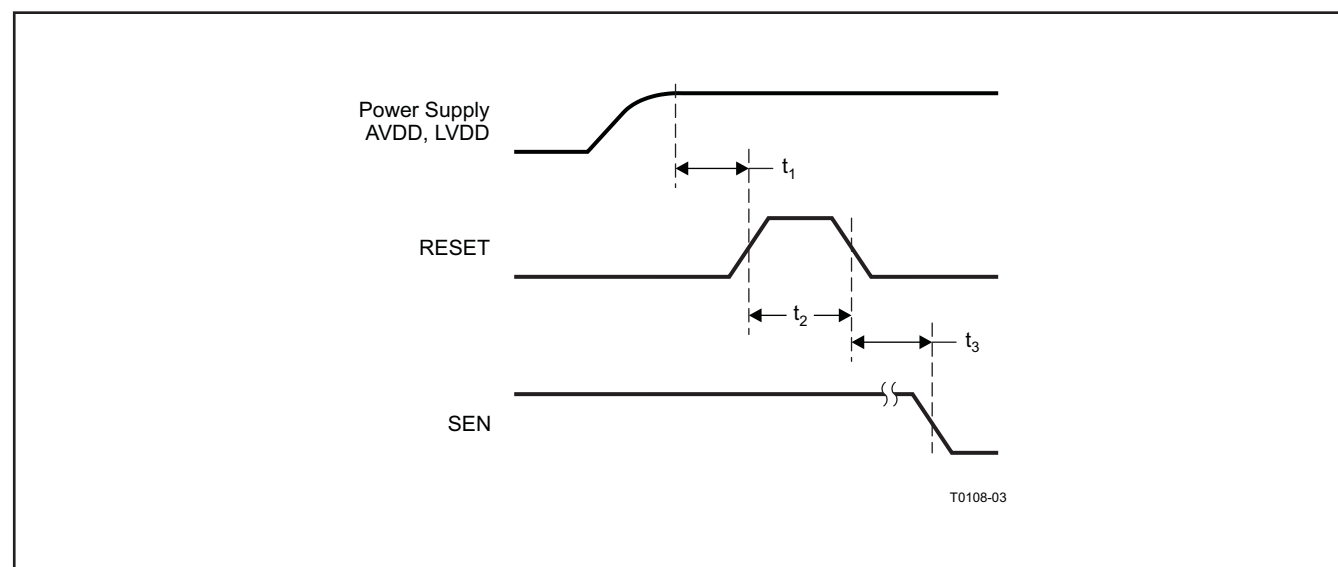 Power Supply
AVDD, LVDD
t1
RESET
t2
t3
SEN
T0108-03